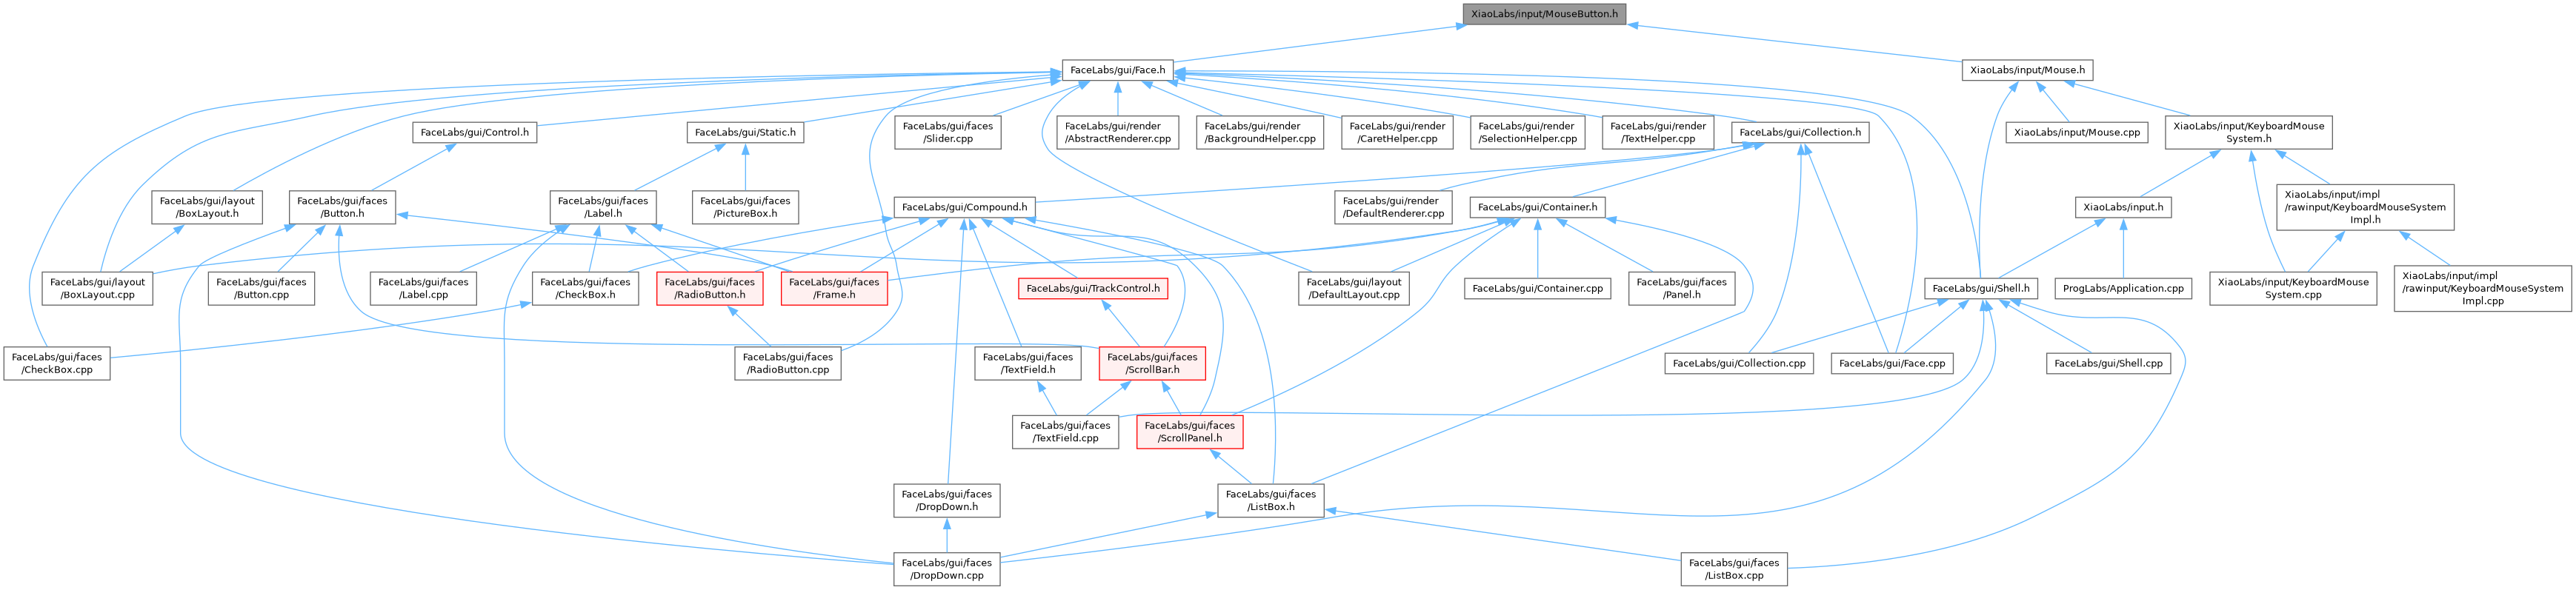 XiaoLabs/input/MouseButton.h
FaceLabs/gui/Face.h
XiaoLabs/input/Mouse.h
FaceLabs/gui/Control.h
FaceLabs/gui/Static.h
FaceLabs/gui/faces
/Slider.cpp
FaceLabs/gui/render
/AbstractRenderer.cpp
FaceLabs/gui/render
/BackgroundHelper.cpp
FaceLabs/gui/render
/CaretHelper.cpp
FaceLabs/gui/render
/SelectionHelper.cpp
FaceLabs/gui/render
/TextHelper.cpp
FaceLabs/gui/Collection.h
XiaoLabs/input/Mouse.cpp
XiaoLabs/input/KeyboardMouse
System.h
FaceLabs/gui/layout
/BoxLayout.h
FaceLabs/gui/faces
/Button.h
FaceLabs/gui/faces
/Label.h
FaceLabs/gui/faces
/PictureBox.h
FaceLabs/gui/Compound.h
FaceLabs/gui/render
/DefaultRenderer.cpp
FaceLabs/gui/Container.h
XiaoLabs/input.h
XiaoLabs/input/impl
/rawinput/KeyboardMouseSystem
Impl.h
FaceLabs/gui/layout
/BoxLayout.cpp
FaceLabs/gui/faces
/Button.cpp
FaceLabs/gui/faces
/Label.cpp
FaceLabs/gui/faces
/CheckBox.h
FaceLabs/gui/faces
/RadioButton.h
FaceLabs/gui/faces
/Frame.h
FaceLabs/gui/TrackControl.h
FaceLabs/gui/layout
/DefaultLayout.cpp
FaceLabs/gui/Container.cpp
FaceLabs/gui/faces
/Panel.h
FaceLabs/gui/Shell.h
ProgLabs/Application.cpp
XiaoLabs/input/KeyboardMouse
System.cpp
XiaoLabs/input/impl
/rawinput/KeyboardMouseSystem
Impl.cpp
FaceLabs/gui/faces
/CheckBox.cpp
FaceLabs/gui/faces
/RadioButton.cpp
FaceLabs/gui/faces
/TextField.h
FaceLabs/gui/faces
/ScrollBar.h
FaceLabs/gui/Collection.cpp
FaceLabs/gui/Face.cpp
FaceLabs/gui/Shell.cpp
FaceLabs/gui/faces
/TextField.cpp
FaceLabs/gui/faces
/ScrollPanel.h
FaceLabs/gui/faces
/DropDown.h
FaceLabs/gui/faces
/ListBox.h
FaceLabs/gui/faces
/DropDown.cpp
FaceLabs/gui/faces
/ListBox.cpp